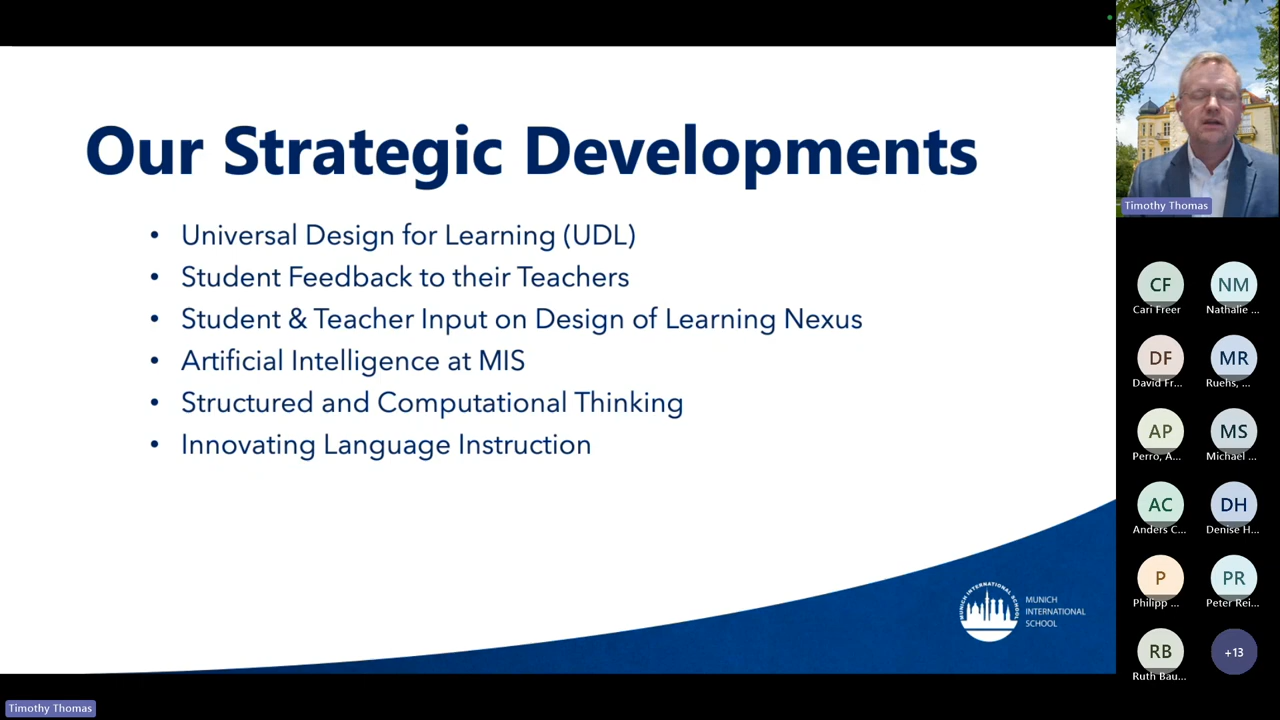 Our Strategic Developments
• Universal Design for Learning (UDL)
• Student Feedback to their Teachers
• Student & Teacher Input on Design of Learning Nexus
• Artificial Intelligence at MIS
• Structured and Computational Thinking
• Innovating Language Instruction
MUNICH INTERNATIONAL SCHOOL
MUNICH
INTERNATIONAL
SCHOOL
Timothy Thomas
CF
Cari Freer
NM
Nathalie ...
DF
David Fr...
MR
Ruehs, ...
AP
Perro, A...
MS
Michael ...
AC
Anders C...
DH
Denise H...
P
Philipp ...
PR
Peter Rei...
RB
Ruth Bau...
+13
Timothy Thomas